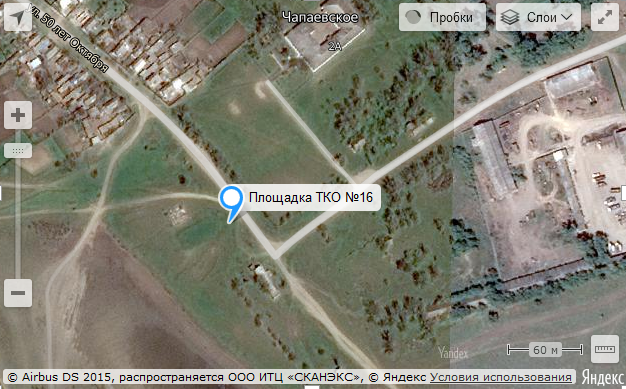 Чапаевское
Пробки
Слои
ул. 50 лет Октября
2А
Площадка ТКО №16
Yandex
60 м
© Airbus DS 2015, распространяется ООО ИТЦ «СКАНЭКС», © Яндекс Условия использования
Яндекс